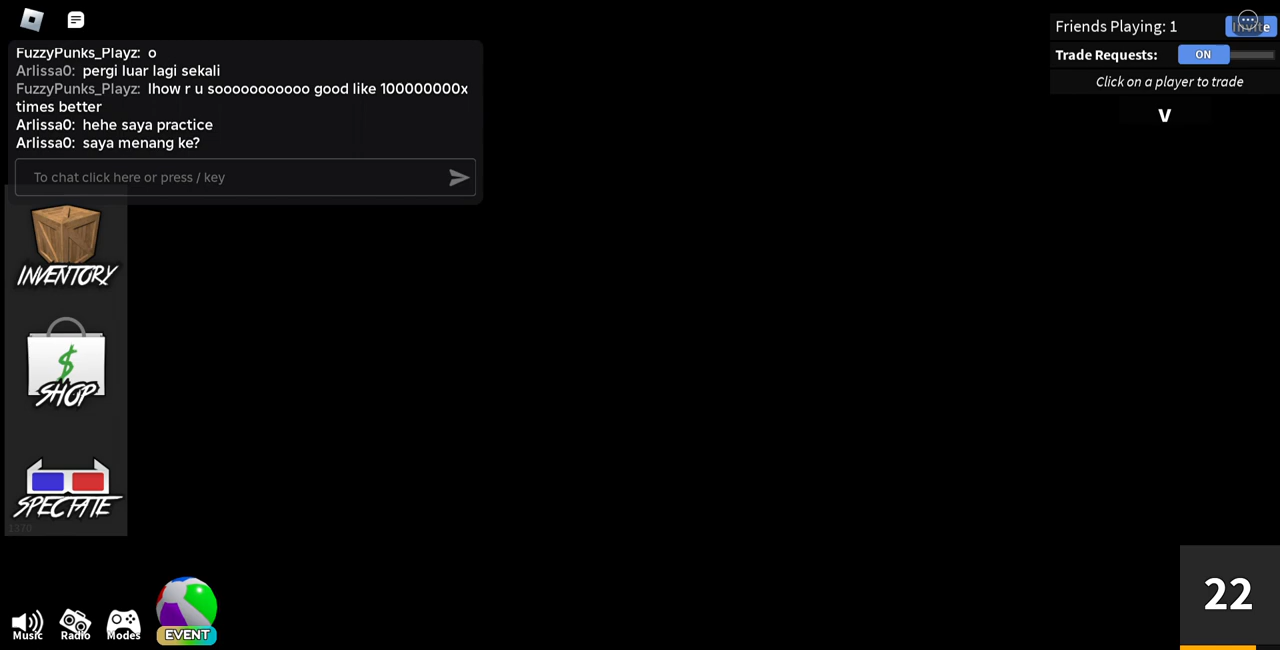 FuzzyPunks_Playz: o
Arlissa0: pergi luar lagi sekali
FuzzyPunks_Playz: lhow r u sooooooooooo good like 100000000x
times better
Arlissa0: hehe saya practice
Arlissa0: saya menang ke?
To chat click here or press / key
Friends Playing: 1
Invite
Trade Requests:
ON
Click on a player to trade
V
INVENTORY
$
SHOP
SPECTATE
1370
Music
Radio
Modes
EVENT
22